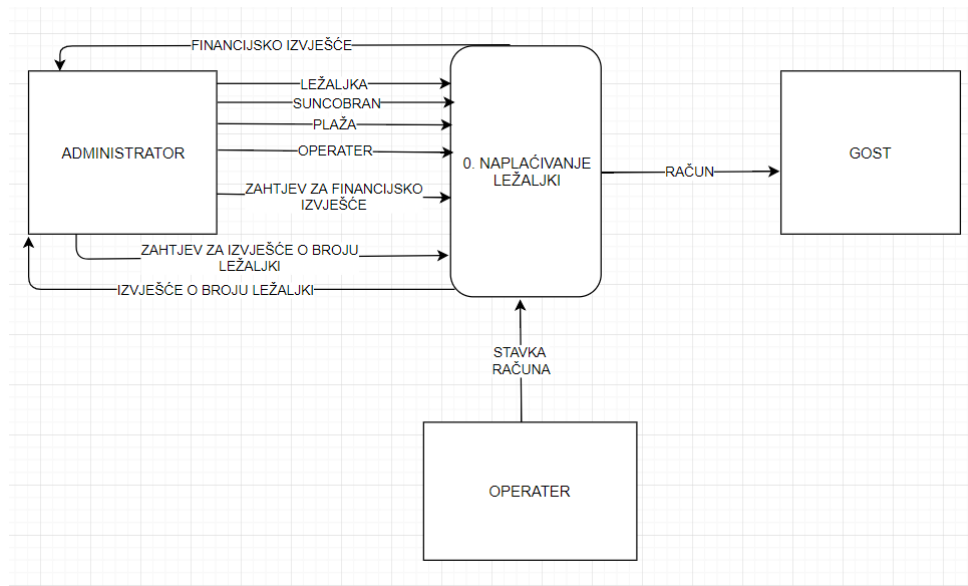 FINANCIJSKO IZVJEŠĆE
LEŽALJKA
SUNCOBRAN
PLAŽA
ADMINISTRATOR
OPERATER
0. NAPLAĆIVANJE
LEŽALJKI
RAČUN
GOST
ZAHTJEV ZA FINANCIJSKO
IZVJEŠĆE
ZAHTJEV ZA IZVJEŠĆE O BROJU
LEŽALJKI
IZVJEŠĆE O BROJU LEŽALJKI
STAVKA
RAČUNA
OPERATER